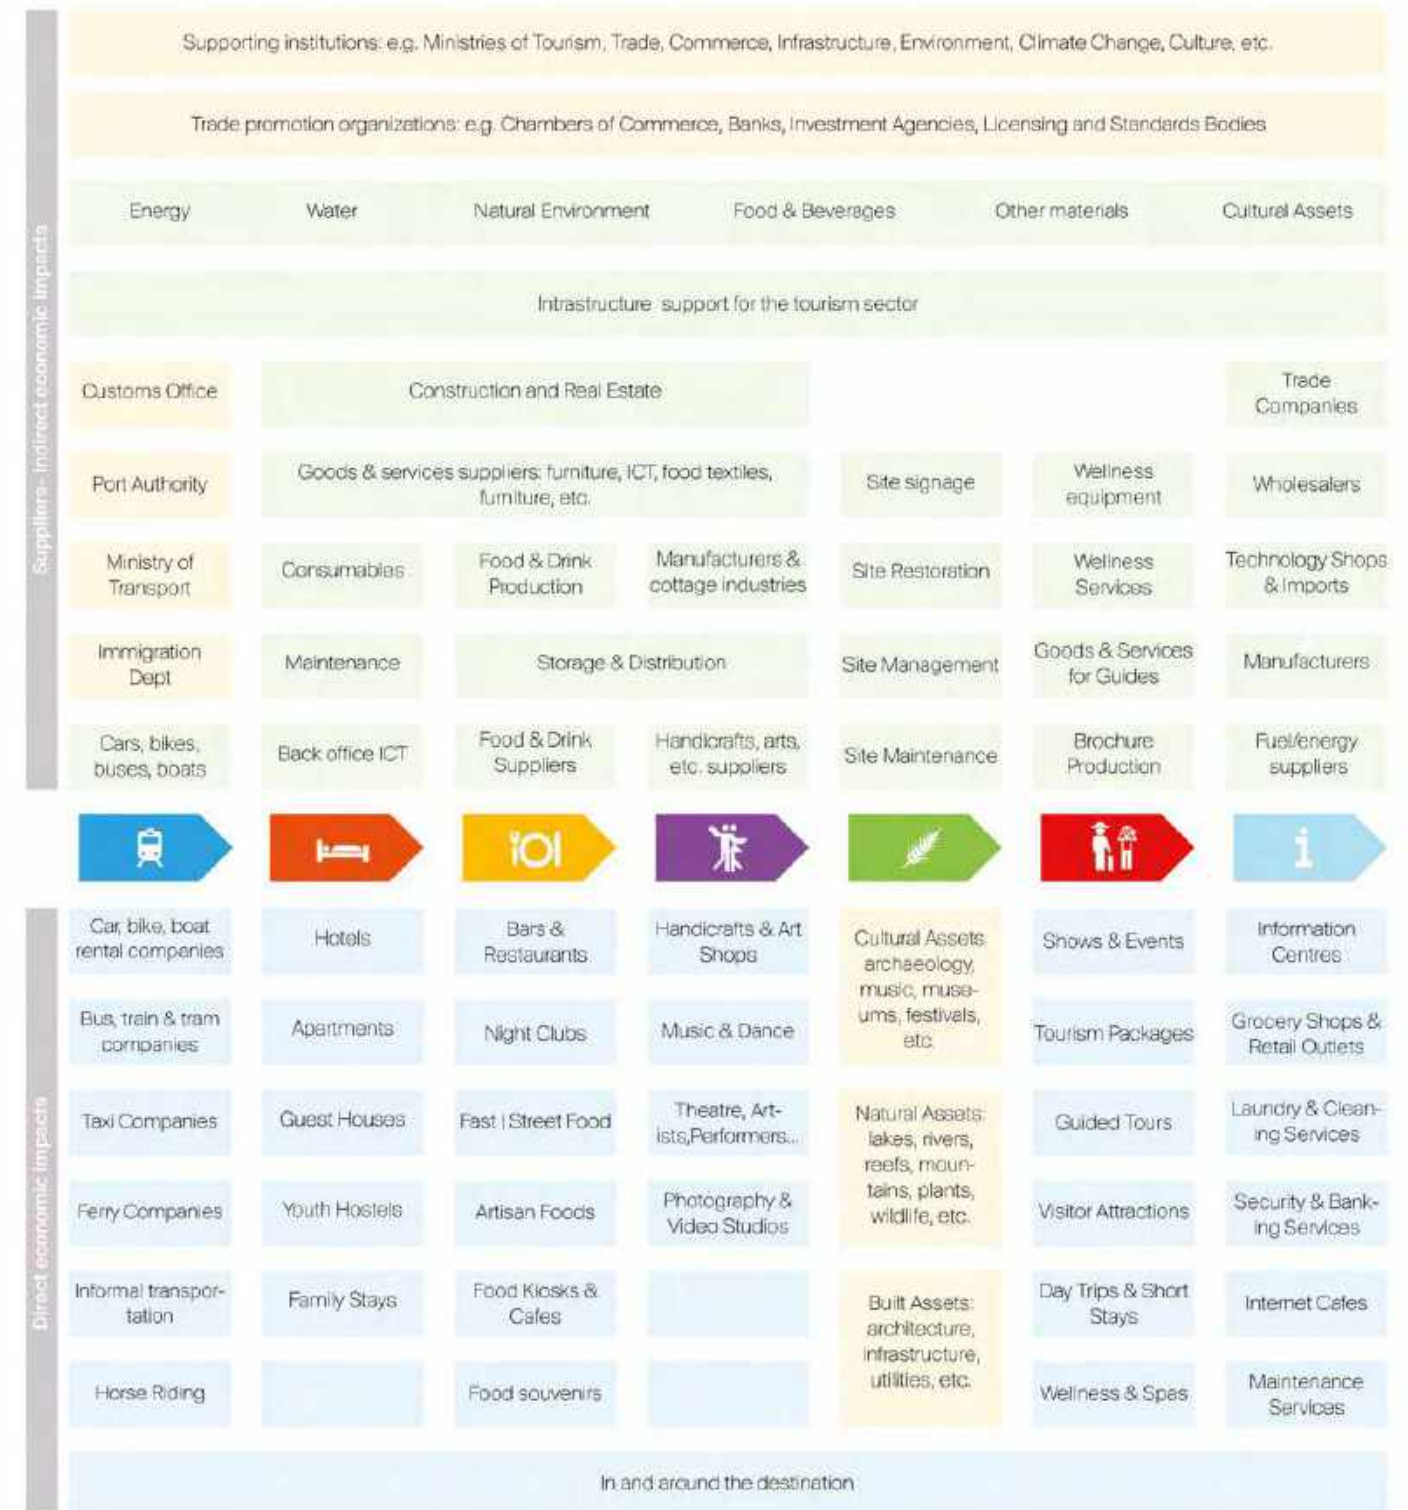 Supporting institutions: e.g. Ministries of Tourism, Trade, Commerce, Infrastructure, Environment, Climate Change, Culture, etc.
Trade promotion organizations: e.g. Chambers of Commerce, Banks, Investment Agencies, Licensing and Standards Bodies
Energy
Water
Natural Environment
Food & Beverages
Other materials
Cultural Assets
Intrastructure support for the tourism sector
Suppliers- Indirect economic impacts
Customs Office
Construction and Real Estate
Trade
Companies
Port Authority
Goods & services suppliers: furniture, ICT, food textiles,
furniture, etc.
Site signage
Wellness
equipment
Wholesalers
Ministry of
Transport
Consumables
Food & Drink
Production
Manufacturers &
cottage industries
Site Restoration
Wellness
Services
Technology Shops
& Imports
Immigration
Dept
Maintenance
Storage & Distribution
Site Management
Goods & Services
for Guides
Manufacturers
Cars, bikes,
buses, boats
Back office ICT
Food & Drink
Suppliers
Handicrafts, arts,
etc. suppliers
Site Maintenance
Brochure
Production
Fuel/energy
suppliers
i
Direct economic impacts
Car, bike, boat
rental companies
Hotels
Bars &
Restaurants
Handicrafts & Art
Shops
Cultural Assets
archaeology,
music, muse-
ums, festivals,
etc.
Shows & Events
Information
Centres
Bus, train & tram
companies
Apartments
Night Clubs
Music & Dance
Tourism Packages
Grocery Shops &
Retail Outlets
Taxi Companies
Guest Houses
Fast | Street Food
Theatre, Art-
ists,Performers...
Natural Assets:
lakes, rivers,
reefs, moun-
tains, plants,
wildlife, etc.
Guided Tours
Laundry & Clean-
ing Services
Ferry Companies
Youth Hostels
Artisan Foods
Photography &
Video Studios
Visitor Attractions
Security & Bank-
ing Services
Informal transpor-
tation
Family Stays
Food Kiosks &
Cafes
Built Assets:
architecture,
infrastructure,
utilities, etc.
Day Trips & Short
Stays
Internet Cafes
Horse Riding
Food souvenirs
Wellness & Spas
Maintenance
Services
In and around the destination